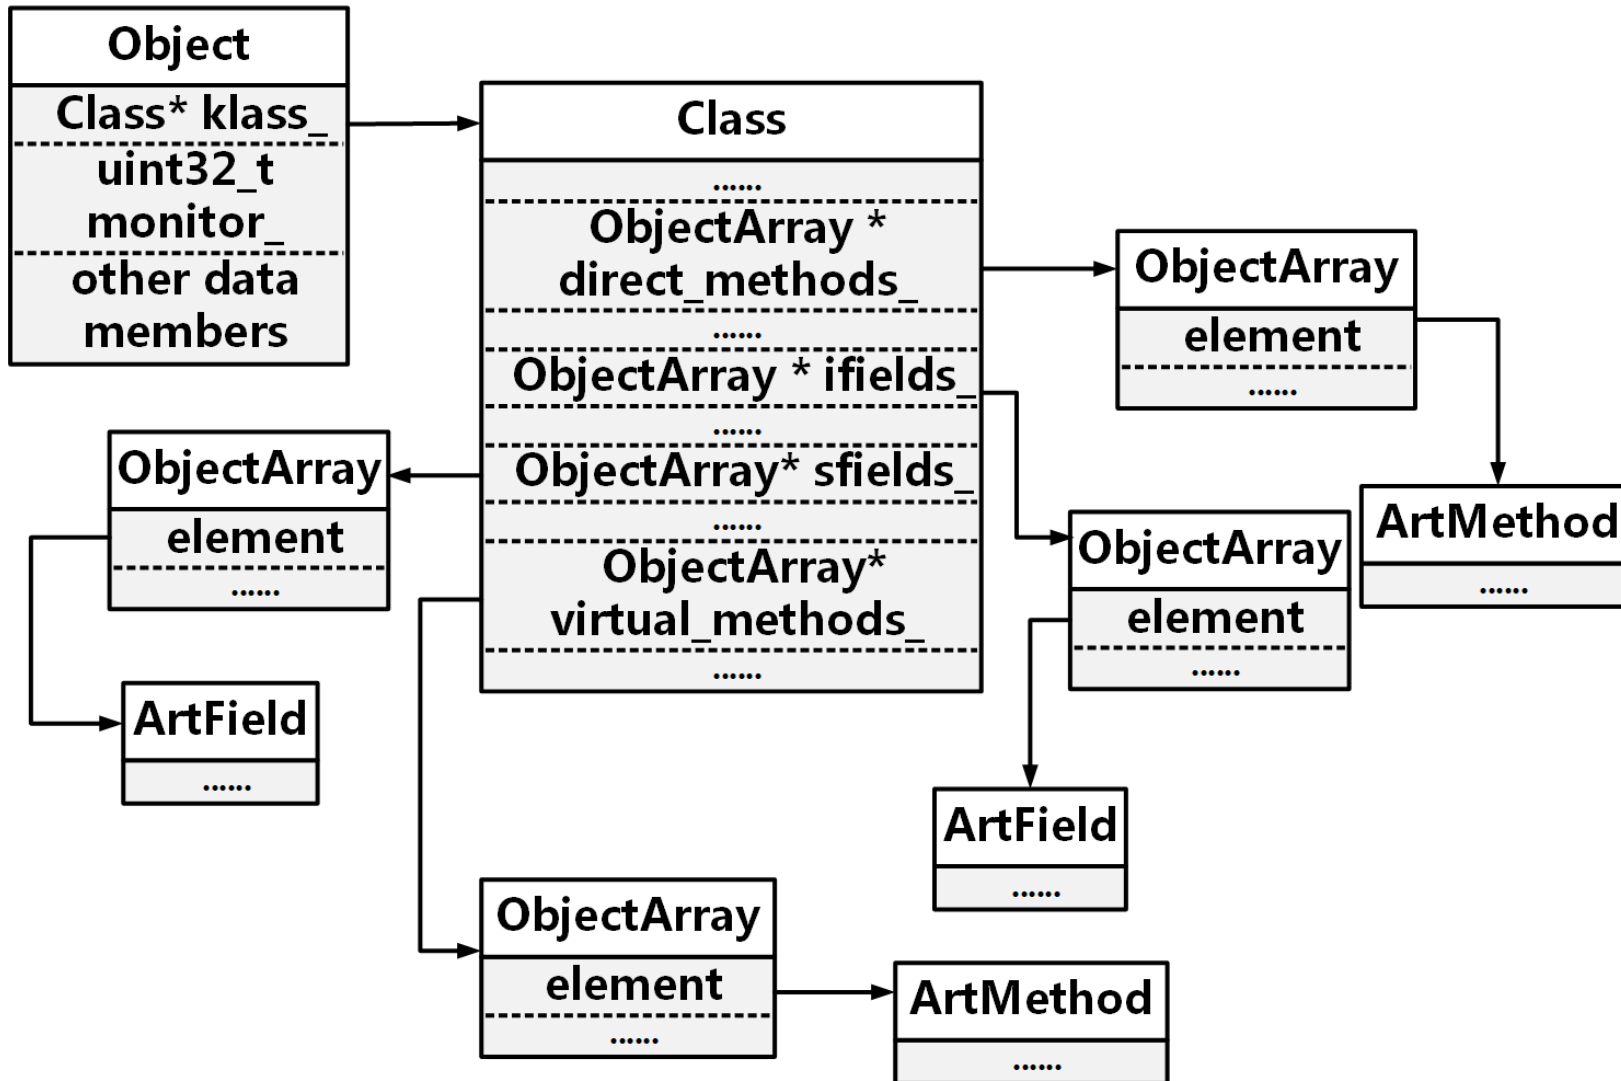 Object
Class* klass_
uint32_t
monitor_
other data
members
Class
......
ObjectArray *
direct_methods_
......
ObjectArray * ifields_
......
ObjectArray* sfields_
......
ObjectArray*
virtual_methods_
......
ObjectArray
element
......
ArtMethod
......
ObjectArray
element
......
ArtField
......
ObjectArray
element
......
ArtField
......
ObjectArray
element
......
ArtMethod
......